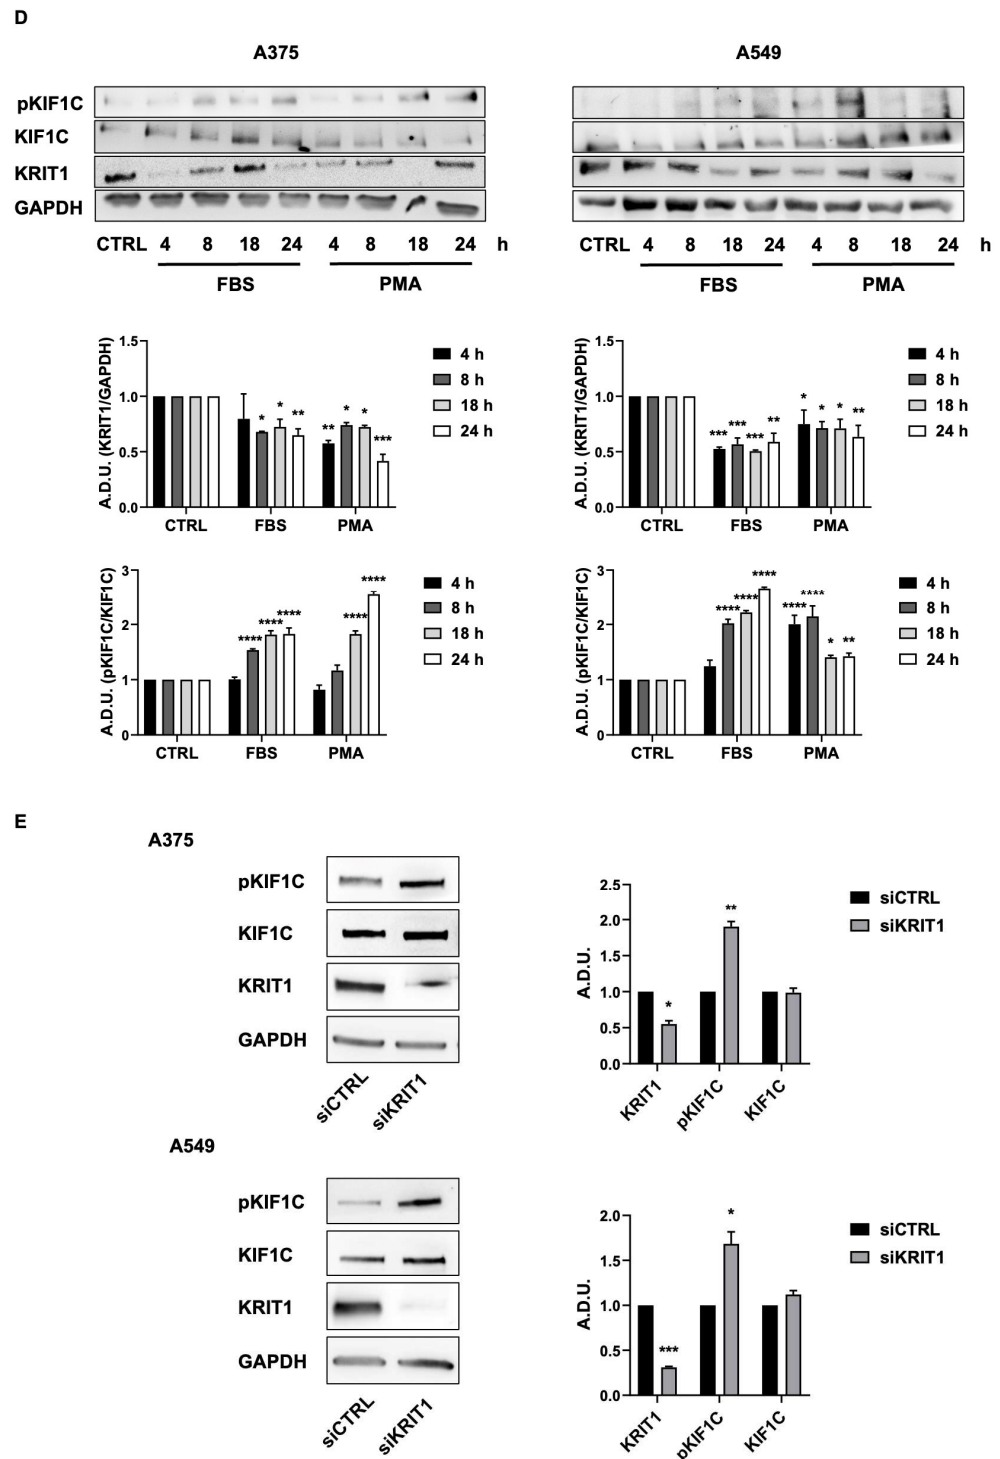 D
A375
A549
pKIF1C
KIF1C
KRIT1
GAPDH
CTRL 4 8 18 24 4 8 18 24 h
FBS PMA
CTRL 4 8 18 24 4 8 18 24 h
FBS PMA
A.D.U. (KRIT1/GAPDH)
1.5
1.0
0.5
0.0
* * ** ** * * ***
CTRL FBS PMA
4 h
8 h
18 h
24 h
A.D.U. (KRIT1/GAPDH)
1.5
1.0
0.5
0.0
*** *** *** ** * * * **
CTRL FBS PMA
4 h
8 h
18 h
24 h
A.D.U. (pKIF1C/KIF1C)
3
2
1
0
**** **** **** **** ****
CTRL FBS PMA
4 h
8 h
18 h
24 h
A.D.U. (pKIF1C/KIF1C)
3
2
1
0
**** **** **** **** **** * **
CTRL FBS PMA
4 h
8 h
18 h
24 h
E
A375
pKIF1C
KIF1C
KRIT1
GAPDH
siCTRL siKRIT1
A.D.U.
2.5
2.0
1.5
1.0
0.5
0.0
* **
KRIT1 pKIF1C KIF1C
siCTRL
siKRIT1
A549
pKIF1C
KIF1C
KRIT1
GAPDH
siCTRL siKRIT1
A.D.U.
2.0
1.5
1.0
0.5
0.0
*** *
KRIT1 pKIF1C KIF1C
siCTRL
siKRIT1